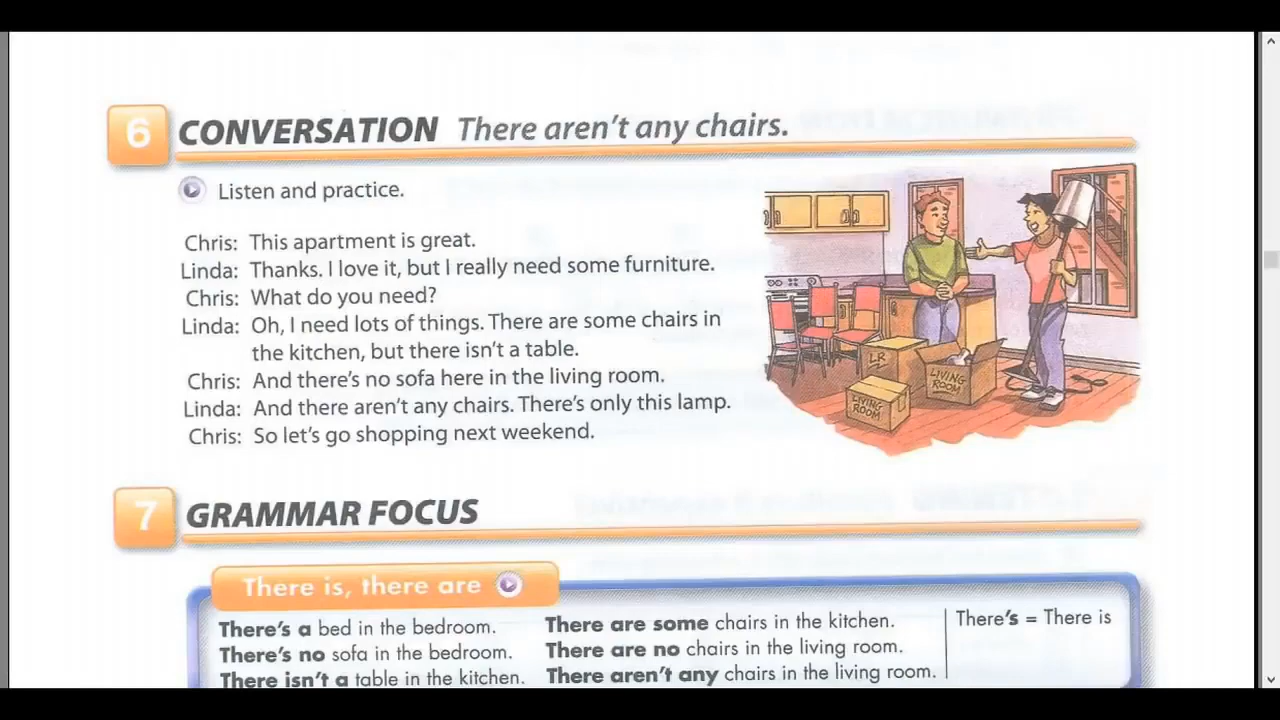 6 CONVERSATION There aren't any chairs.
Listen and practice.
Chris: This apartment is great.
Linda: Thanks. I love it, but I really need some furniture.
Chris: What do you need?
Linda: Oh, I need lots of things. There are some chairs in
the kitchen, but there isn't a table.
Chris: And there's no sofa here in the living room.
Linda: And there aren't any chairs. There's only this lamp.
Chris: So let's go shopping next weekend.
LR
LIVING
ROOM
LIVING
ROOM
7 GRAMMAR FOCUS
There is, there are
There's a bed in the bedroom.
There's no sofa in the bedroom.
There isn't a table in the kitchen.
There are some chairs in the kitchen.
There are no chairs in the living room.
There aren't any chairs in the living room.
There's = There is